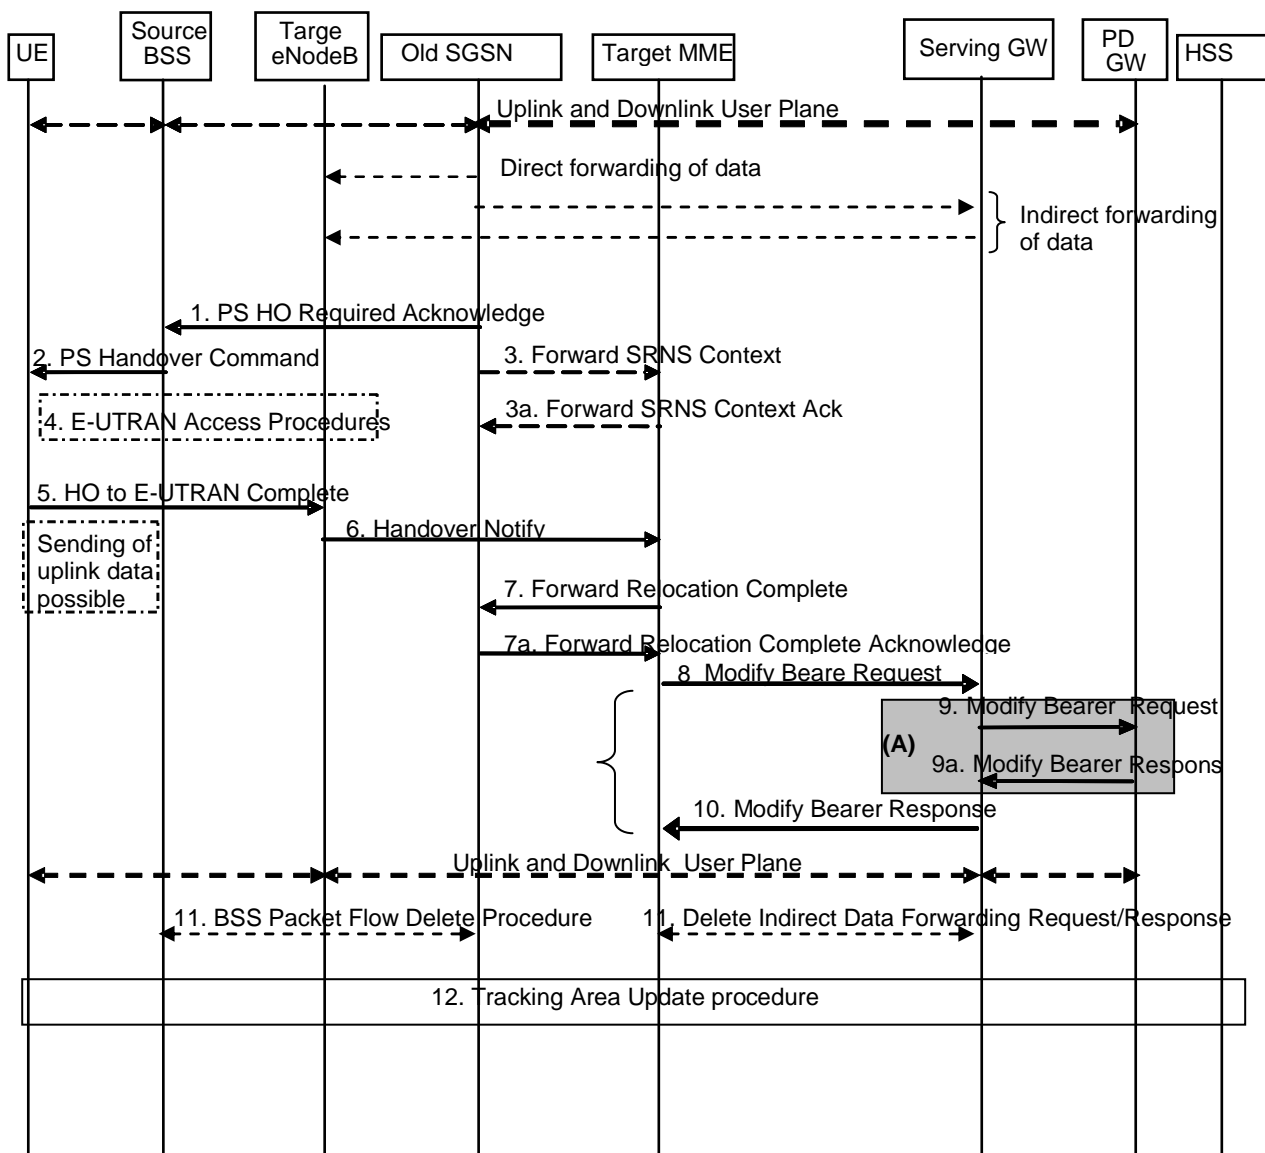 UE
Source
BSS
Targe
eNodeB
Old SGSN
Target MME
Serving GW
PD
GW
HSS
Uplink and Downlink User Plane
Direct forwarding of data
Indirect forwarding
of data
1. PS HO Required Acknowledge
2. PS Handover Command
3. Forward SRNS Context
4. E-UTRAN Access Procedures
3a. Forward SRNS Context Ack
5. HO to E-UTRAN Complete
6. Handover Notify
Sending of
uplink data
possible
7. Forward Relocation Complete
7a. Forward Relocation Complete Acknowledge
8 Modify Beare Request
9. Modify Bearer Request
(A)
9a. Modify Bearer Respons
10. Modify Bearer Response
Uplink and Downlink User Plane
11. BSS Packet Flow Delete Procedure
11. Delete Indirect Data Forwarding Request/Response
12. Tracking Area Update procedure